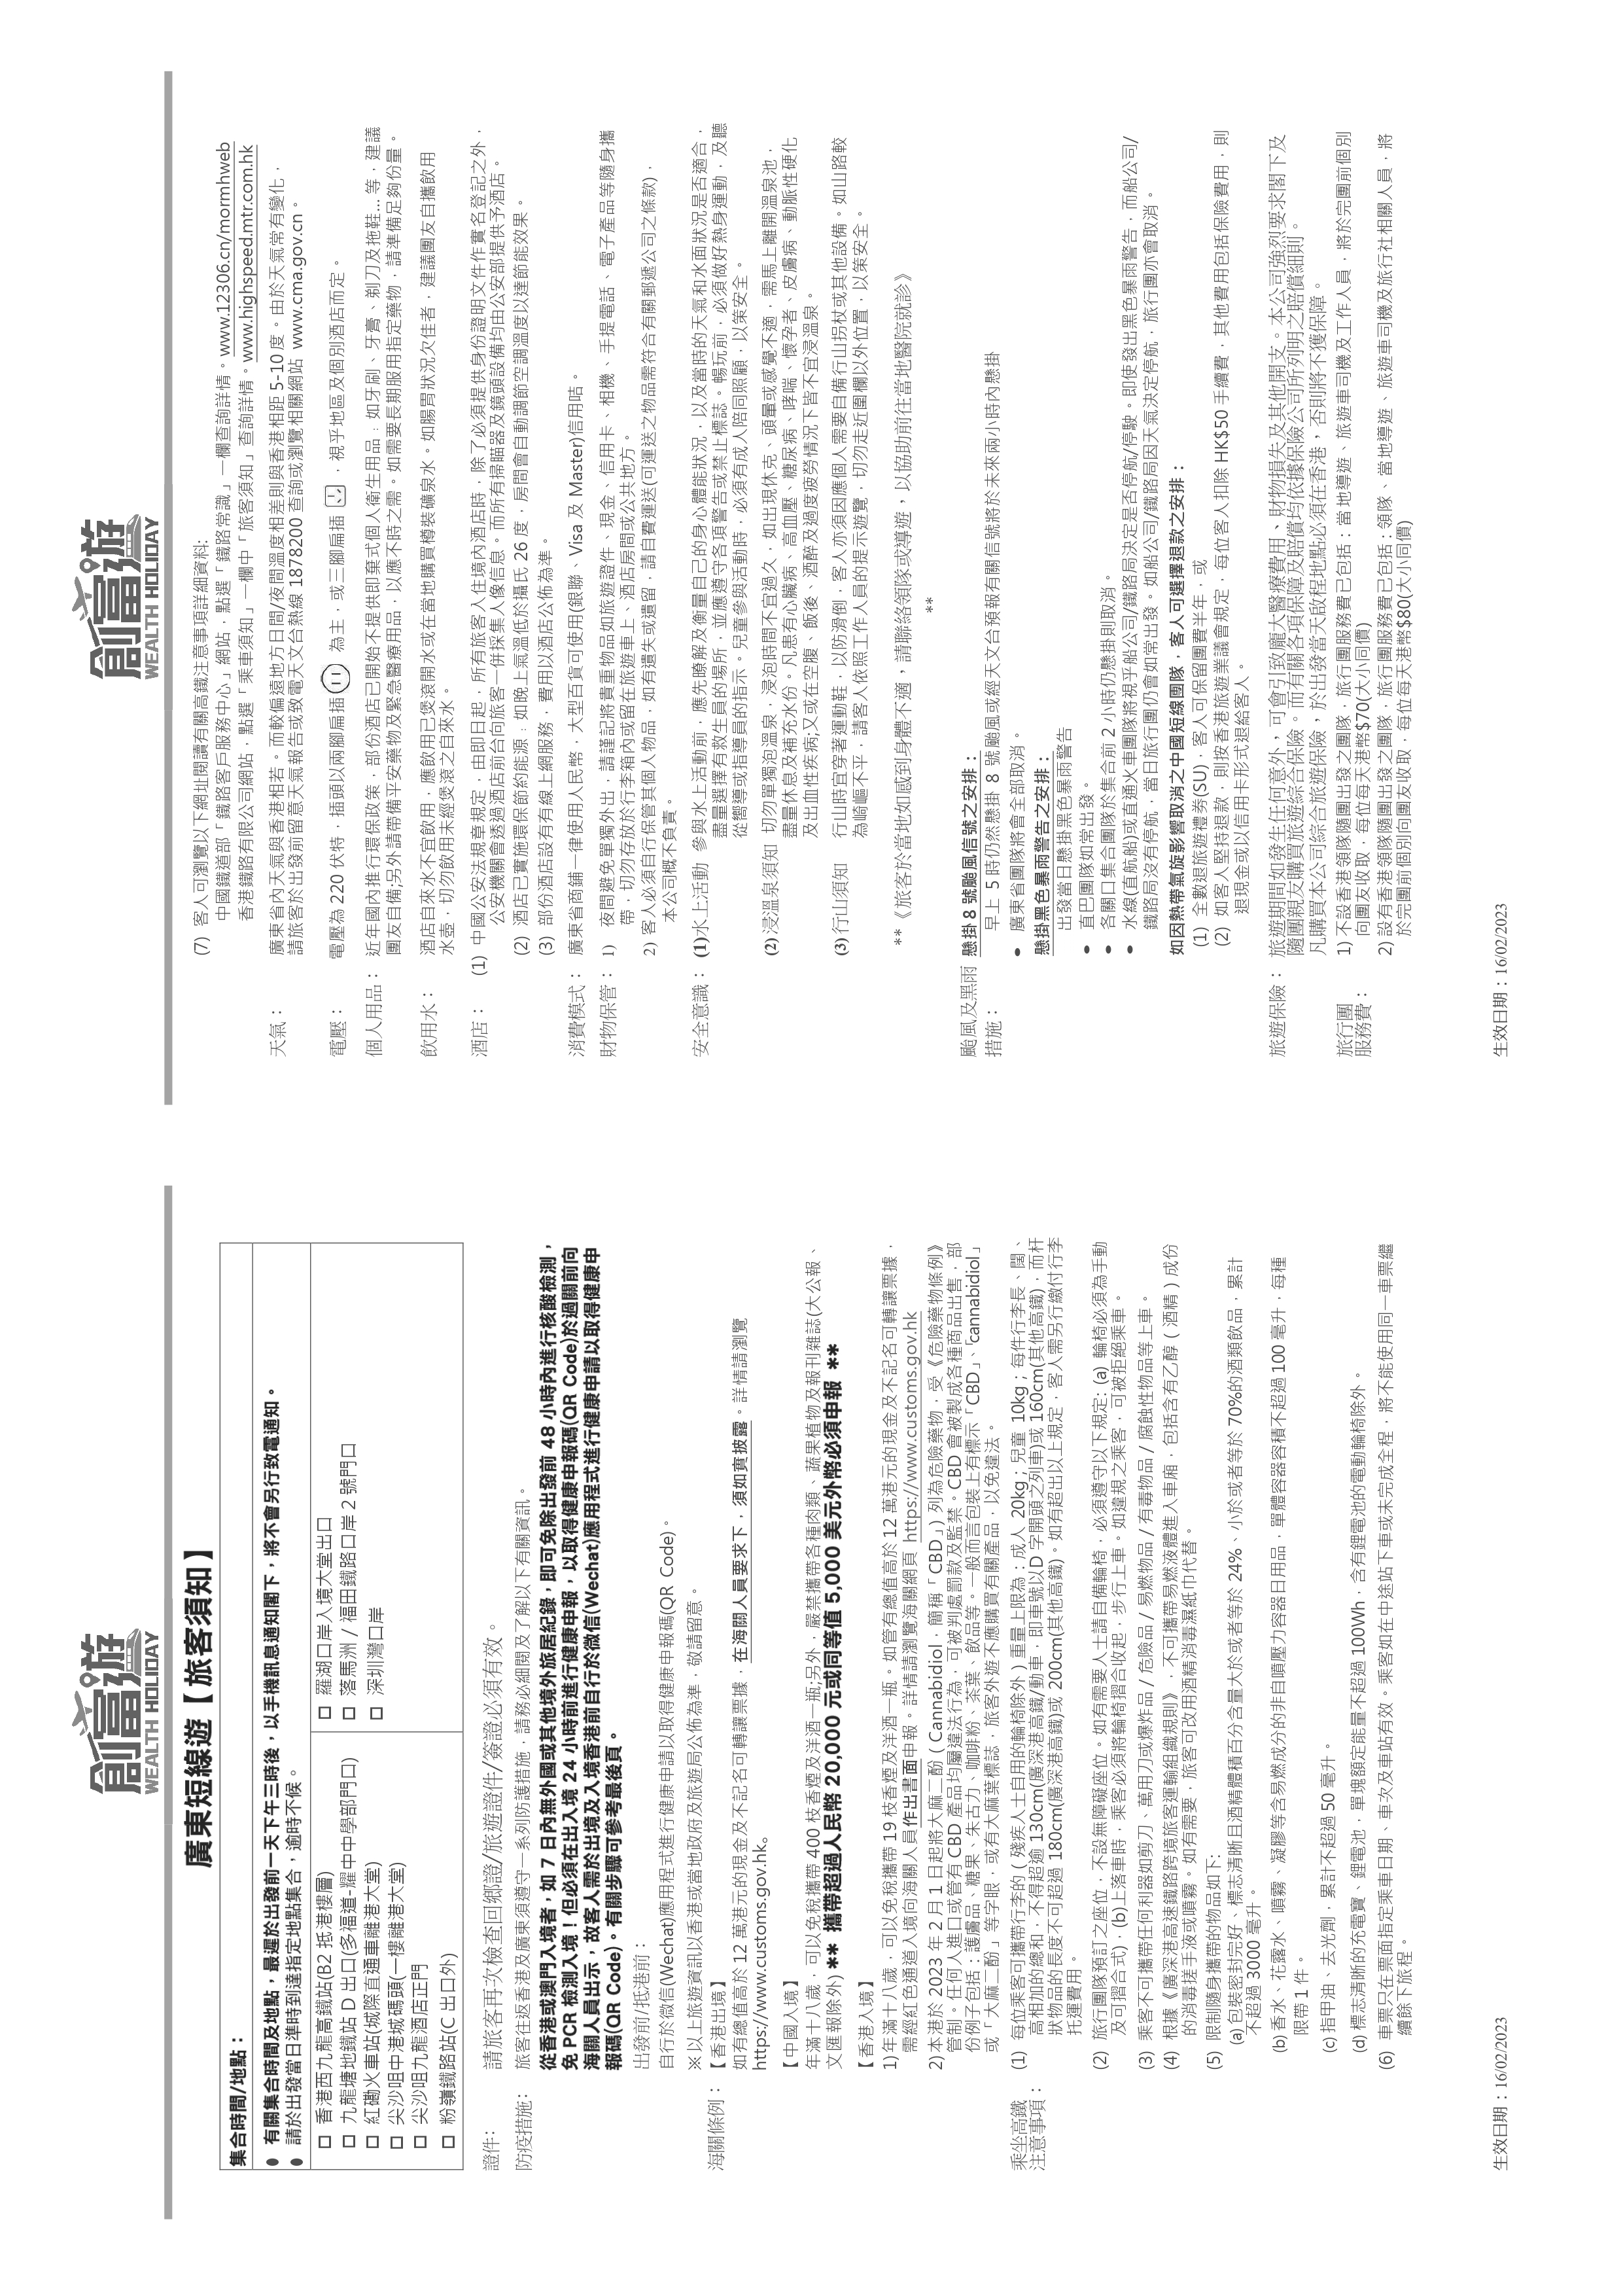 創富遊
WEALTH HOLIDAY
廣東短線遊【旅客須知】
集合時間/地點：
有關集合時間及地點，最遲於出發前一天下午三時後，以手機訊息通知閣下，將不會另行致電通知。
請於出發當日準時到達指定地點集合，逾時不候。
□ 香港西九龍高鐵站(B2 抵港樓層)
□ 九龍塘地鐵站 D 出口(多福道-耀中中學部門口)
□ 紅磡火車站(城際直通車離港大堂)
□ 尖沙咀中港城碼頭(一樓離港大堂)
□ 尖沙咀九龍酒店正門
□ 粉嶺鐵路站(C 出口外)
□ 羅湖口岸入境大堂出口
□ 落馬洲 / 福田鐵路口岸 2 號門口
□ 深圳灣口岸
證件: 請旅客再次檢查回鄉證/旅遊證件/簽證必須有效。
防疫措施: 旅客往返香港及廣東須遵守一系列防護措施，請務必細閱及了解以下有關資訊。
從香港或澳門入境者，如 7 日內無外國或其他境外旅居紀錄，即可免除出發前 48 小時內進行核酸檢測，
免 PCR 檢測入境！但必須在出入境 24 小時前進行健康申報，以取得健康申報碼(QR Code)於過關前向
海關人員出示，故客人需於出境及入境香港前自行於微信(Wechat)應用程式進行健康申請以取得健康申
報碼(QR Code)。有關步驟可參考最後頁。
出發前/抵港前：
自行於微信(Wechat)應用程式進行健康申請以取得健康申報碼(QR Code)。
※ 以上旅遊資訊以香港或當地政府及旅遊局公佈為準，敬請留意。
海關條例：【香港出境】
如有總值高於 12 萬港元的現金及不記名可轉讓票據，在海關人員要求下，須如實披露。詳情請瀏覽
https://www.customs.gov.hk。
【中國入境】
年滿十八歲，可以免稅攜帶 400 枝香煙及洋酒一瓶;另外，嚴禁攜帶各種肉類、蔬果植物及報刊雜誌(大公報、
文匯報除外) ** 攜帶超過人民幣 20,000 元或同等值 5,000 美元外幣必須申報 **
【香港入境】
1)年滿十八歲，可以免稅攜帶 19 枝香煙及洋酒一瓶。如管有總值高於 12 萬港元的現金及不記名可轉讓票據，
需經紅色通道入境向海關人員作出書面申報。詳情請瀏覽海關網頁 https://www.customs.gov.hk
2)本港於 2023 年 2 月 1 日起將大麻二酚（Cannabidiol，簡稱「CBD」）列為危險藥物，受《危險藥物條例》
管制。任何人進口或管有 CBD 產品均屬違法行為，可被判處罰款及監禁。CBD 會被製成各種商品出售，部
份例子包括：護膚品、糖果、朱古力、咖啡粉、茶葉、飲品等。一般而言包裝上有標示「CBD」、「cannabidiol」
或「大麻二酚」等字眼，或有大麻葉標誌，旅客外遊不應購買有關產品，以免違法。
乘坐高鐵
注意事項：
(1) 每位乘客可攜帶行李的（殘疾人士自用的輪椅除外）重量上限為：成人 20kg；兒童 10kg；每件行李長、闊、
高相加的總和，不得超逾 130cm(廣深港高鐵/動車，即車號以D 字開頭之列車)或 160cm(其他高鐵)，而杆
狀物品的長度不可超過 180cm(廣深港高鐵)或 200cm(其他高鐵)。如有超出以上規定，客人需另行繳付行李
托運費用。
(2) 旅行團隊預訂之座位，不設無障礙座位。如有需要人士請自備輪椅，必須遵守以下規定: (a) 輪椅必須為手動
及可摺合式)，(b)上落車時，乘客必須將輪椅摺合收起，步行上車。如違規之乘客，可被拒絕乘車。
(3) 乘客不可攜帶任何利器如剪刀、萬用刀或爆炸品 / 危險品 / 易燃物品 / 有毒物品 / 腐蝕性物品等上車。
(4) 根據《廣深港高速鐵路跨境旅客運輸組織規則》，不可攜帶易燃液體進入車廂，包括含有乙醇（酒精）成份
的消毒搓手液或噴霧。如有需要，旅客可改用酒精消毒濕紙巾代替。
(5) 限制隨身攜帶的物品如下:
(a) 包裝密封完好、標志清晰且酒精體積百分含量大於或者等於 24%、小於或者等於 70%的酒類飲品，累計
不超過 3000 毫升。
(b) 香水、花露水、噴霧、凝膠等含易燃成分的非自噴壓力容器日用品，單體容器容積不超過 100 毫升，每種
限帶 1 件。
(c) 指甲油、去光劑，累計不超過 50 毫升。
(d) 標志清晰的充電寶、鋰電池，單塊額定能量不超過 100Wh，含有鋰電池的電動輪椅除外。
(6) 車票只在票面指定乘車日期、車次及車站有效。乘客如在中途站下車或未完成全程，將不能使用同一車票繼
續餘下旅程。
生效日期：16/02/2023
創富遊
WEALTH HOLIDAY
(7) 客人可瀏覽以下網址閱讀有關高鐵注意事項詳細資料:
中國鐵道部「鐵路客戶服務中心」網站，點選「鐵路常識」一欄查詢詳情。www.12306.cn/mormhweb
香港鐵路有限公司網站，點選「乘車須知」一欄中「旅客須知」查詢詳情。www.highspeed.mtr.com.hk
天氣： 廣東省內天氣與香港相若。而較偏遠地方日間/夜間溫度相差則與香港相距 5-10 度。由於天氣常有變化，
請旅客於出發前留意天氣報告或致電天文台熱線 1878200 查詢或瀏覽相關網站 www.cma.gov.cn。
電壓： 電壓為 220 伏特，插頭以兩腳扁插 為主，或三腳扁插 ，視乎地區及個別酒店而定。
個人用品： 近年國內推行環保政策，部份酒店已開始不提供即棄式個人衛生用品﹕如牙刷、牙膏、剃刀及拖鞋... 等，建議
團友自備;另外請帶備平安藥物及緊急醫療用品，以應不時之需。如需要長期服用指定藥物，請準備足夠份量。
飲用水： 酒店自來水不宜飲用，應飲用已煲滾開水或在當地購買樽裝礦泉水。如腸胃狀況欠佳者，建議團友自攜飲用
水壺，切勿飲用未經煲滾之自來水。
酒店： (1) 中國公安法規章規定，由即日起，所有旅客入住境內酒店時，除了必須提供身份證明文件作實名登記之外，
公安機關會透過酒店前台向旅客一併採集人像信息。而所有掃瞄器及鏡頭設備均由公安部提供予酒店。
(2) 酒店已實施環保節約能源﹕如晚上氣溫低於攝氏 26 度，房間會自動調節空調溫度以達節能效果。
(3) 部份酒店設有有線上網服務，費用以酒店公佈為準。
消費模式： 廣東省商鋪一律使用人民幣，大型百貨可使用(銀聯、Visa 及 Master)信用咭。
財物保管： 1) 夜間避免單獨外出，請謹記將貴重物品如旅遊證件、現金、信用卡、相機、手提電話、電子產品等隨身攜
帶，切勿存放於行李箱內或留在旅遊車上、酒店房間或公共地方。
2) 客人必須自行保管其個人物品，如有遺失或遺留，請自費運送(可運送之物品需符合有關郵遞公司之條款)，
本公司概不負責。
安全意識： (1)水上活動 參與水上活動前，應先瞭解及衡量自己的身心體能狀況，以及當時的天氣和水面狀況是否適合，
盡量選擇有救生員的場所，並應遵守各項警告或禁止標誌。暢玩前，必須做好熱身運動，及聽
從嚮導或指導員的指示。兒童參與活動時，必須有成人陪同照顧，以策安全。
(2)浸溫泉須知 切勿單獨泡溫泉，浸泡時間不宜過久，如出現休克、頭暈或感覺不適，需馬上離開溫泉池，
盡量休息及補充水份。凡患有心臟病、高血壓、糖尿病、哮喘、懷孕者、皮膚病、動脈性硬化
及出血性疾病;又或在空腹、飯後、酒醉及過度疲勞情況下皆不宜浸溫泉。
(3)行山須知 行山時宜穿著運動鞋，以防滑倒，客人亦須因應個人需要自備行山拐杖或其他設備。如山路較
為崎嶇不平，請客人依照工作人員的提示遊覽，切勿走近圍欄以外位置，以策安全。
**《旅客於當地如感到身體不適，請聯絡領隊或導遊，以協助前往當地醫院就診》
**
颱風及黑雨
措施：
懸掛 8 號颱風信號之安排：
早上 5 時仍然懸掛 8 號颱風或經天文台預報有關信號將於未來兩小時內懸掛
• 廣東省團隊將會全部取消。
懸掛黑色暴雨警告之安排：
出發當日懸掛黑色暴雨警告
• 直巴團隊如常出發。
• 各關口集合團隊於集合前 2 小時仍懸掛則取消。
• 水線(直航船)或直通火車團隊將視乎船公司/鐵路局決定是否停航/停駛。即使發出黑色暴雨警告，而船公司/
鐵路局沒有停航，當日旅行團仍會如常出發。如船公司/鐵路局因天氣決定停航，旅行團亦會取消。
如因熱帶氣旋影響取消之中國短線團隊，客人可選擇退款之安排：
(1) 全數退旅遊禮券(SU)，客人可保留團費半年，或
(2) 如客人堅持退款，則按香港旅遊業議會規定，每位客人扣除 HK$50 手續費，其他費用包括保險費用，則
退現金或以信用卡形式退給客人。
旅遊保險： 旅遊期間如發生任何意外，可會引致龐大醫療費用、財物損失及其他開支。本公司強烈要求閣下及
隨團親友購買旅遊綜合保險。而有關各項保障及賠償均依據保險公司所列明之賠償細則。
凡購買本公司綜合旅遊保險，於出發當天啟程地點必須在香港，否則將不獲保障。
旅行團
服務費：
1) 不設香港領隊隨團出發之團隊，旅行團服務費已包括：當地導遊、旅遊車司機及工作人員，將於完團前個別
向團友收取，每位每天港幣$70(大小同價)
2) 設有香港領隊隨團出發之團隊，旅行團服務費已包括：領隊、當地導遊、旅遊車司機及旅行社相關人員，將
於完團前個別向團友收取，每位每天港幣$80(大小同價)
生效日期：16/02/2023